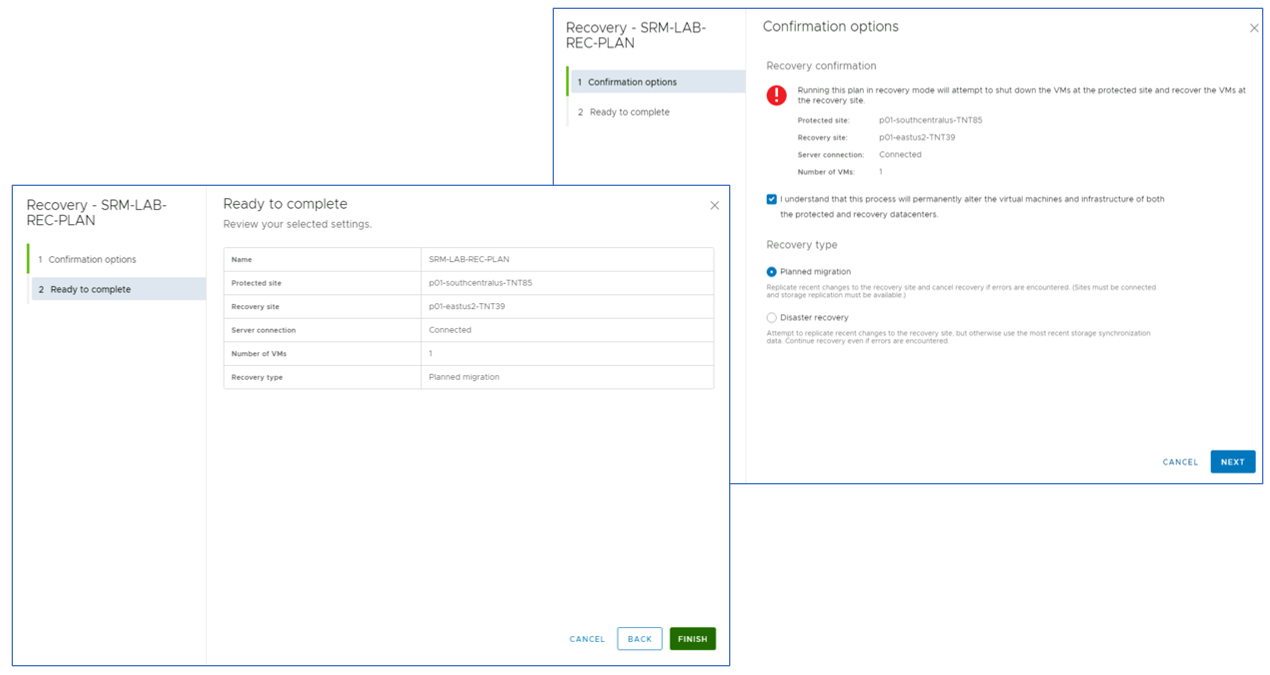 Recovery - SRM-LAB-
REC-PLAN
1 Confirmation options
2 Ready to complete
Confirmation options
Recovery confirmation
Running this plan in recovery mode will attempt to shut down the VMs at the protected site and recover the VMs at
the recovery site.
Protected site: p01-southcentralus-TNT85
Recovery site: p01-eastus2-TNT39
Server connection: Connected
Number of VMs: 1
I understand that this process will permanently alter the virtual machines and infrastructure of both
the protected and recovery datacenters.
Recovery type
Planned migration
Replicate recent changes to the recovery site and cancel recovery if errors are encountered. (Sites must be connected
and storage replication must be available.)
Disaster recovery
Attempt to replicate recent changes to the recovery site, but otherwise use the most recent storage synchronization
data. Continue recovery even if errors are encountered.
CANCEL NEXT
Recovery - SRM-LAB-
REC-PLAN
1 Confirmation options
2 Ready to complete
Ready to complete
Review your selected settings.
Name SRM-LAB-REC-PLAN
Protected site p01-southcentralus-TNT85
Recovery site p01-eastus2-TNT39
Server connection Connected
Number of VMs 1
Recovery type Planned migration
CANCEL BACK FINISH